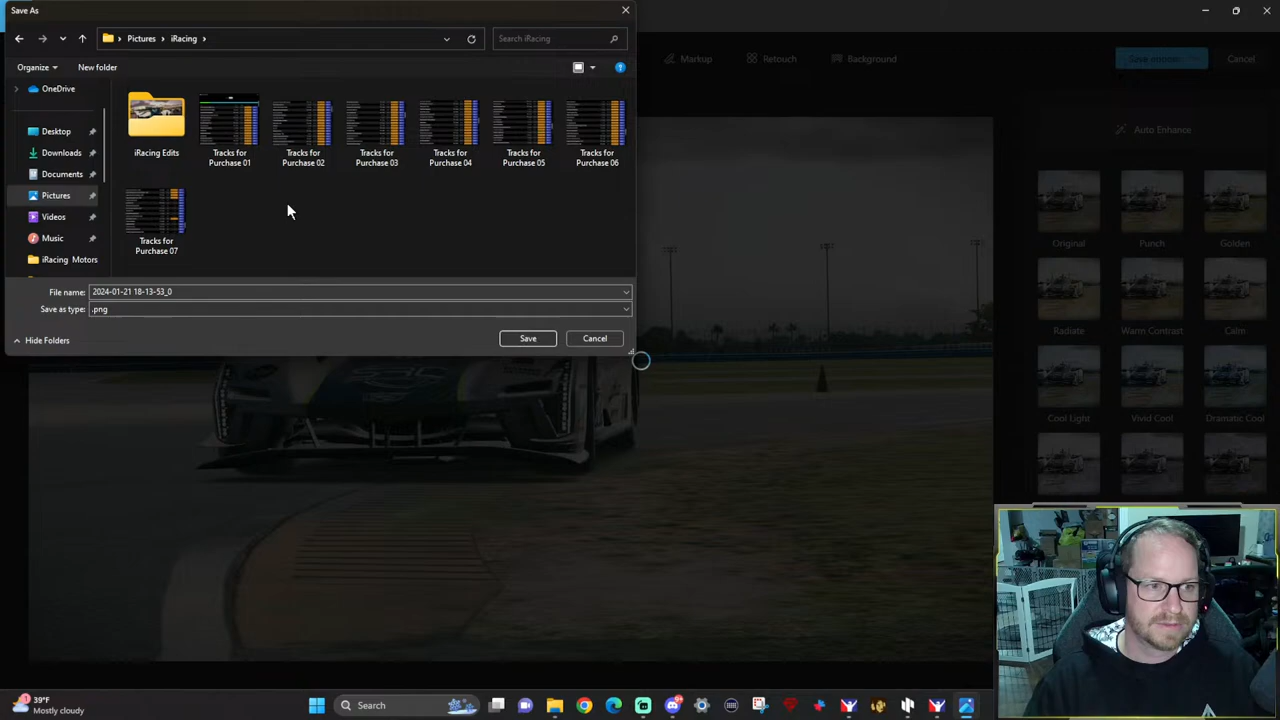 Save As
Pictures
iRacing
Search iRacing
Organize
New folder
OneDrive
Desktop
Downloads
Documents
Pictures
Videos
Music
iRacing Motors
iRacing Edits
Tracks for
Purchase 01
Tracks for
Purchase 02
Tracks for
Purchase 03
Tracks for
Purchase 04
Tracks for
Purchase 05
Tracks for
Purchase 06
Tracks for
Purchase 07
File name:
2024-01-21 18-13-53_0
Save as type:
.png
Hide Folders
Save
Cancel
Markup
Retouch
Background
Save options
Cancel
Auto Enhance
Original
Punch
Golden
Radiate
Warm Contrast
Calm
Cool Light
Vivid Cool
Dramatic Cool
39°F
Mostly cloudy
Search